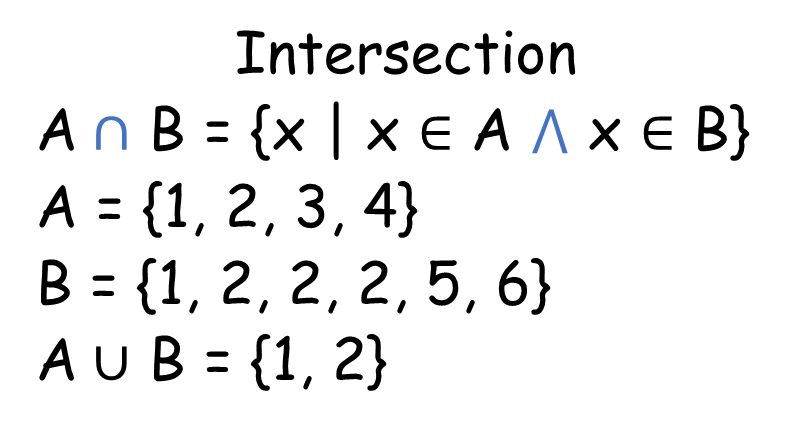 Intersection
A ∩ B = {x | x ∈ A ∧ x ∈ B}
A = {1, 2, 3, 4}
B = {1, 2, 2, 2, 5, 6}
A ∪ B = {1, 2}